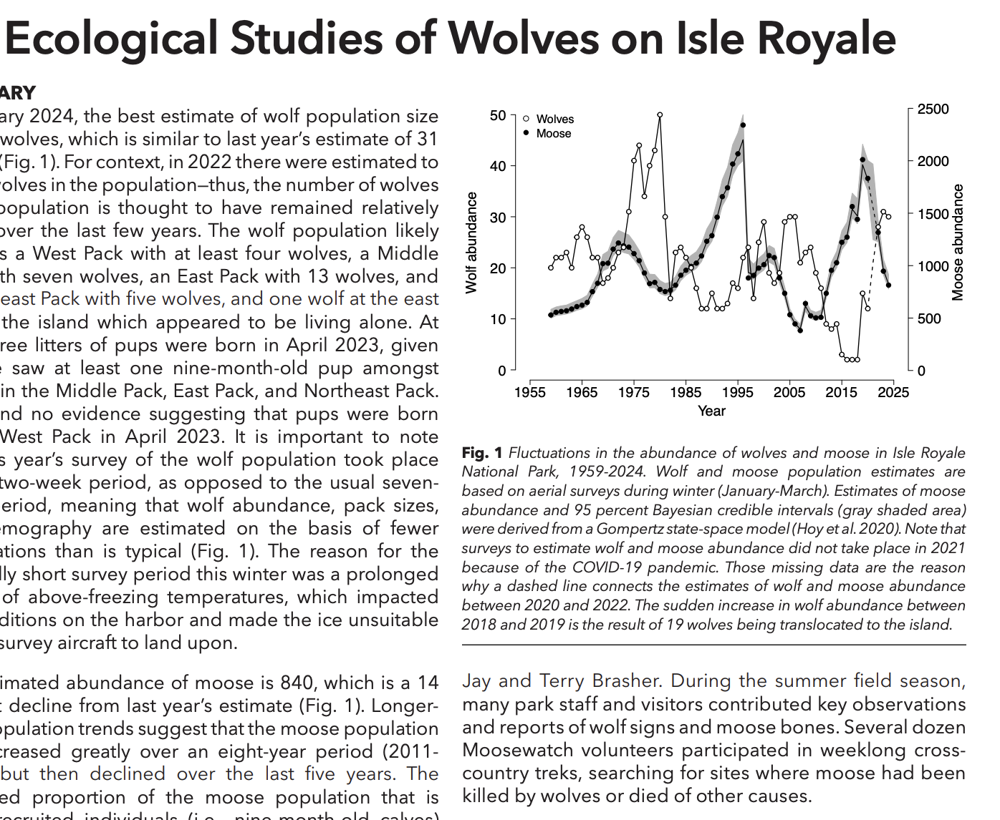 Ecological Studies of Wolves on Isle Royale
ARY
ary 2024, the best estimate of wolf population size
wolves, which is similar to last year's estimate of 31
(Fig. 1). For context, in 2022 there were estimated to
volves in the population—thus, the number of wolves
population is thought to have remained relatively
over the last few years. The wolf population likely
s a West Pack with at least four wolves, a Middle
th seven wolves, an East Pack with 13 wolves, and
east Pack with five wolves, and one wolf at the east
the island which appeared to be living alone. At
ree litters of pups were born in April 2023, given
e saw at least one nine-month-old pup amongst
in the Middle Pack, East Pack, and Northeast Pack.
nd no evidence suggesting that pups were born
West Pack in April 2023. It is important to note
s year's survey of the wolf population took place
two-week period, as opposed to the usual seven-
eriod, meaning that wolf abundance, pack sizes,
emography are estimated on the basis of fewer
ations than is typical (Fig. 1). The reason for the
lly short survey period this winter was a prolonged
of above-freezing temperatures, which impacted
ditions on the harbor and made the ice unsuitable
survey aircraft to land upon.
imated abundance of moose is 840, which is a 14
t decline from last year's estimate (Fig. 1). Longer-
opulation trends suggest that the moose population
creased greatly over an eight-year period (2011-
but then declined over the last five years. The
ed proportion of the moose population that is
recruited individuals (i.e., nine-month-old calves)
Wolves
Moose
Wolf abundance
50
40
30
20
10
0
2500
2000
1500
1000
500
0
Moose abundance
1955 1965 1975 1985 1995 2005 2015 2025
Year
Fig. 1 Fluctuations in the abundance of wolves and moose in Isle Royale
National Park, 1959-2024. Wolf and moose population estimates are
based on aerial surveys during winter (January-March). Estimates of moose
abundance and 95 percent Bayesian credible intervals (gray shaded area)
were derived from a Gompertz state-space model (Hoy et al. 2020). Note that
surveys to estimate wolf and moose abundance did not take place in 2021
because of the COVID-19 pandemic. Those missing data are the reason
why a dashed line connects the estimates of wolf and moose abundance
between 2020 and 2022. The sudden increase in wolf abundance between
2018 and 2019 is the result of 19 wolves being translocated to the island.
Jay and Terry Brasher. During the summer field season,
many park staff and visitors contributed key observations
and reports of wolf signs and moose bones. Several dozen
Moosewatch volunteers participated in weeklong cross-
country treks, searching for sites where moose had been
killed by wolves or died of other causes.